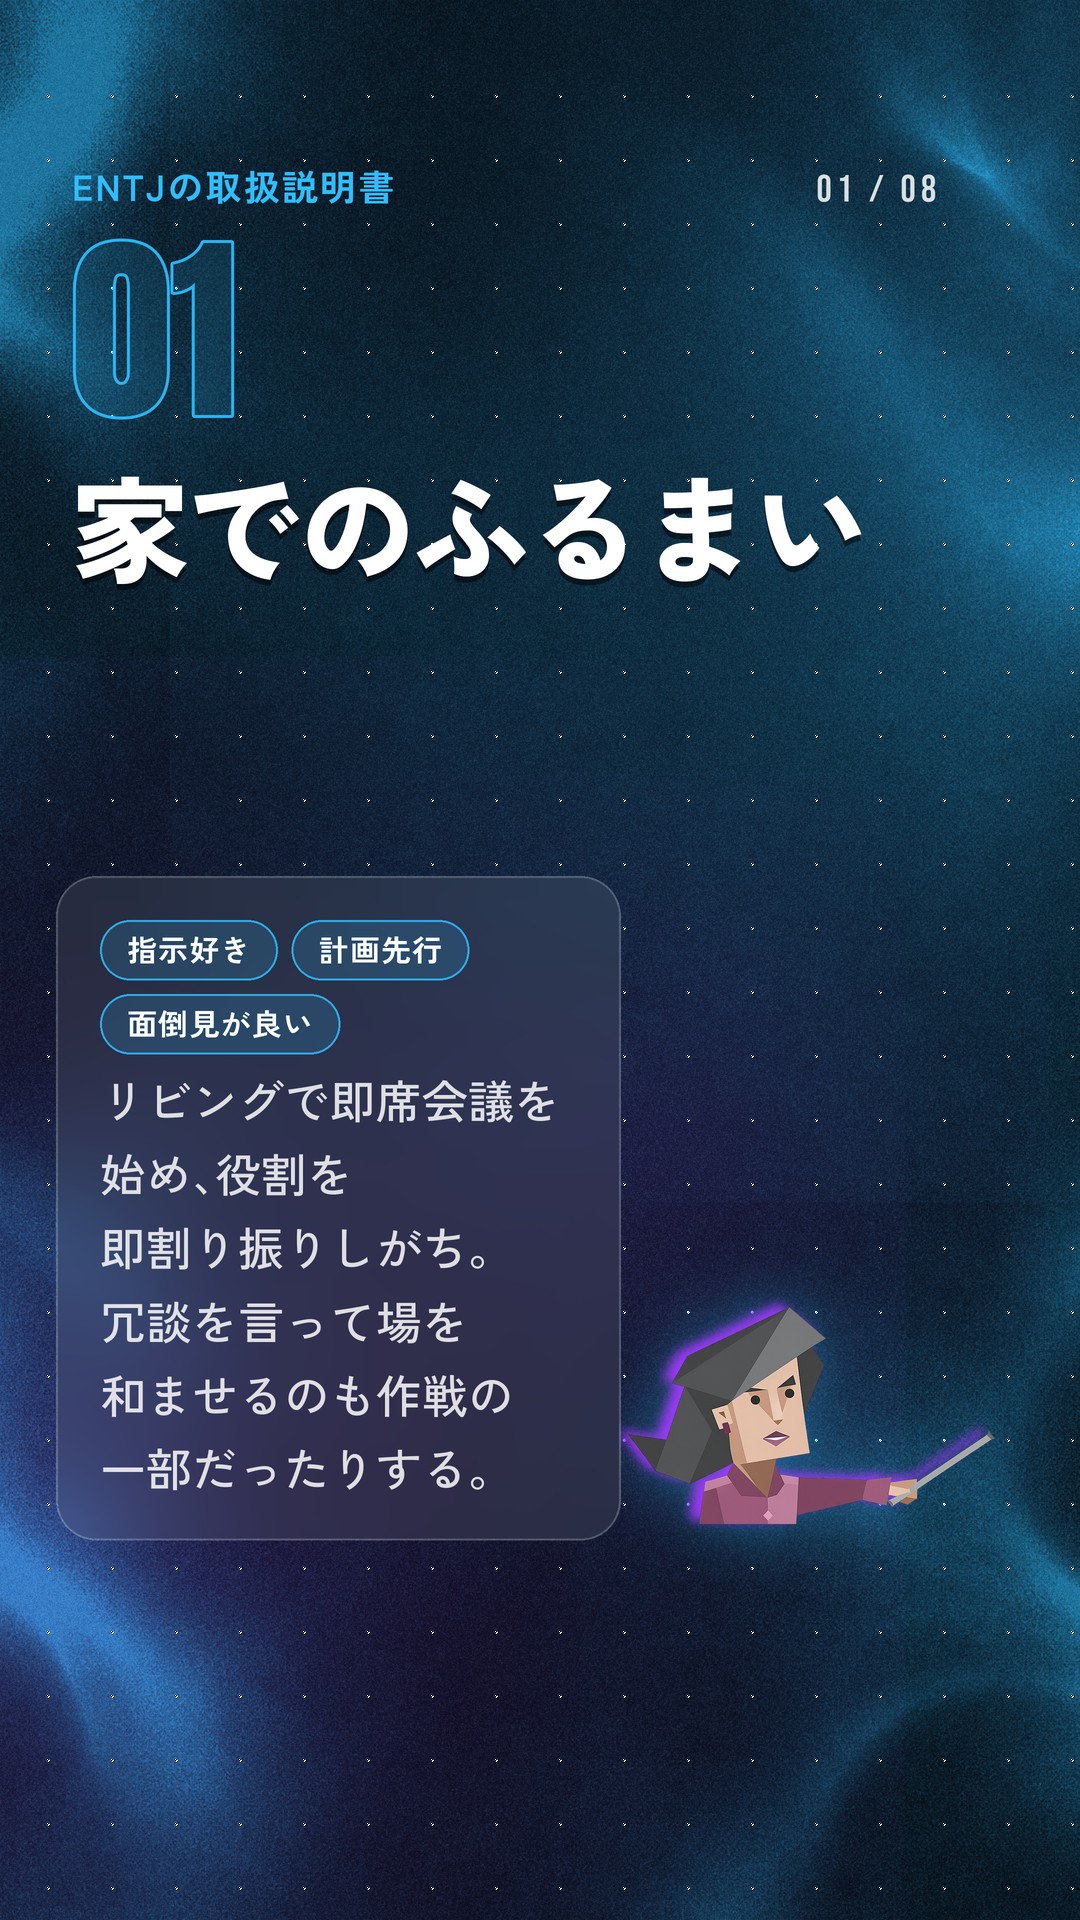 ENTJの取扱説明書
01 / 08
01
家でのふるまい
指示好き
計画先行
面倒見が良い
リビングで即席会議を
始め、役割を
即割り振りしがち。
冗談を言って場を
和ませるのも作戦の
一部だったりする。